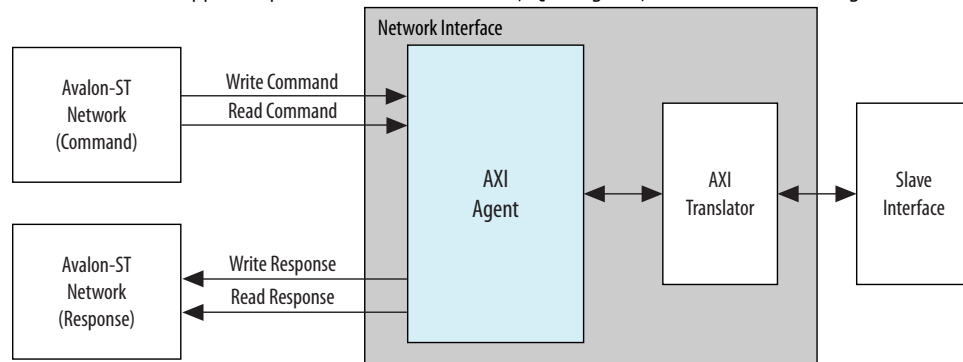 Network Interface
Avalon-ST
Network
(Command)
Write Command
Read Command
AXI
Agent
AXI
Translator
Slave
Interface
Avalon-ST
Network
(Response)
Write Response
Read Response